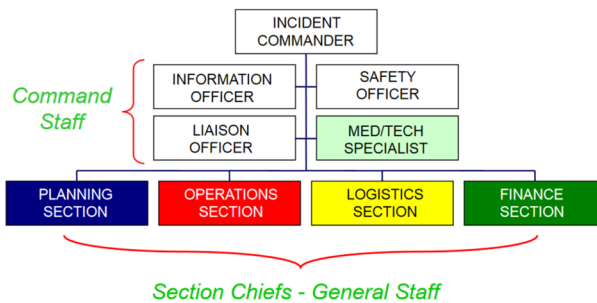 INCIDENT
COMMANDER
INFORMATION
OFFICER
SAFETY
OFFICER
Command
Staff
LIAISON
OFFICER
MED/TECH
SPECIALIST
PLANNING
SECTION
OPERATIONS
SECTION
LOGISTICS
SECTION
FINANCE
SECTION
Section Chiefs - General Staff